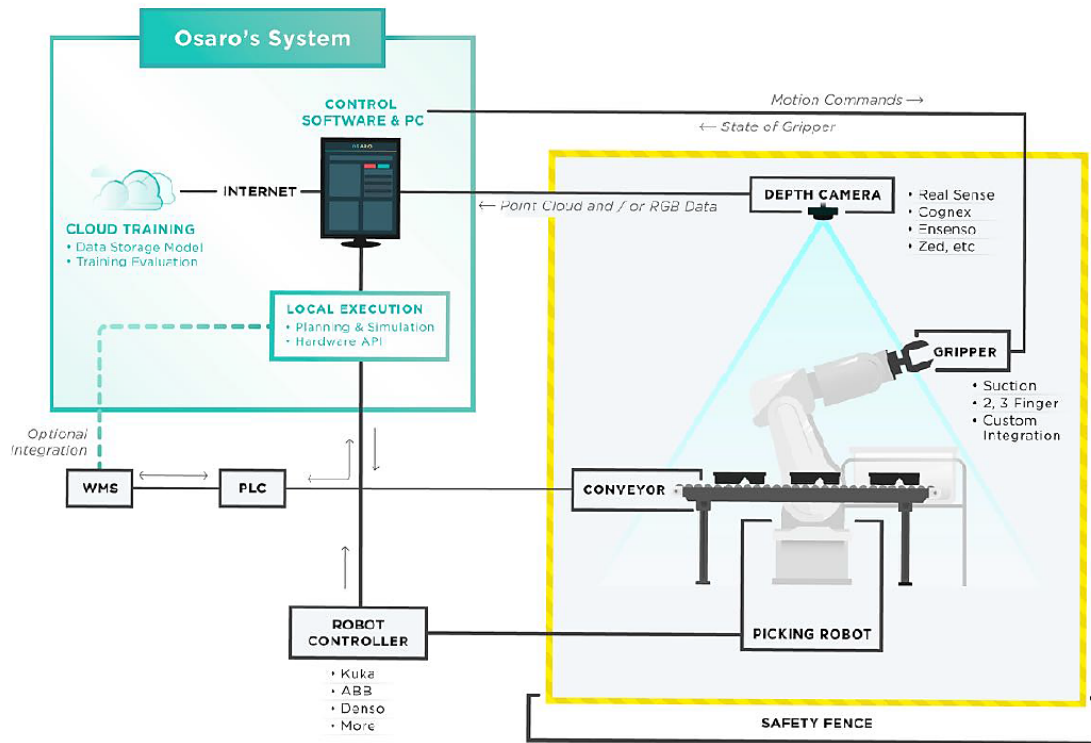 Osaro's System
CONTROL
SOFTWARE & PC
OSARO
Motion Commands →
← State of Gripper
INTERNET
CLOUD TRAINING
• Data Storage Model
• Training Evaluation
← Point Cloud and / or RGB Data
DEPTH CAMERA
• Real Sense
• Cognex
• Ensenso
• Zed, etc
LOCAL EXECUTION
• Planning & Simulation
• Hardware API
GRIPPER
• Suction
• 2, 3 Finger
• Custom
Integration
Optional
Integration
WMS
PLC
CONVEYOR
ROBOT
CONTROLLER
• Kuka
• ABB
• Denso
• More
PICKING ROBOT
SAFETY FENCE